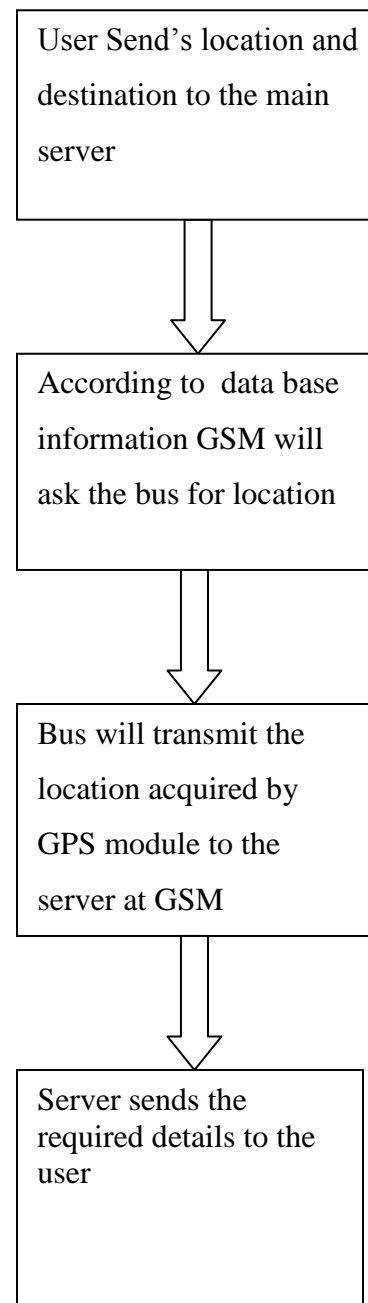 User Send’s location and
destination to the main
server
According to  data base
information GSM will
ask the bus for location
Bus will transmit the
location acquired by
GPS module to the
server at GSM
Server sends the
required details to the
user